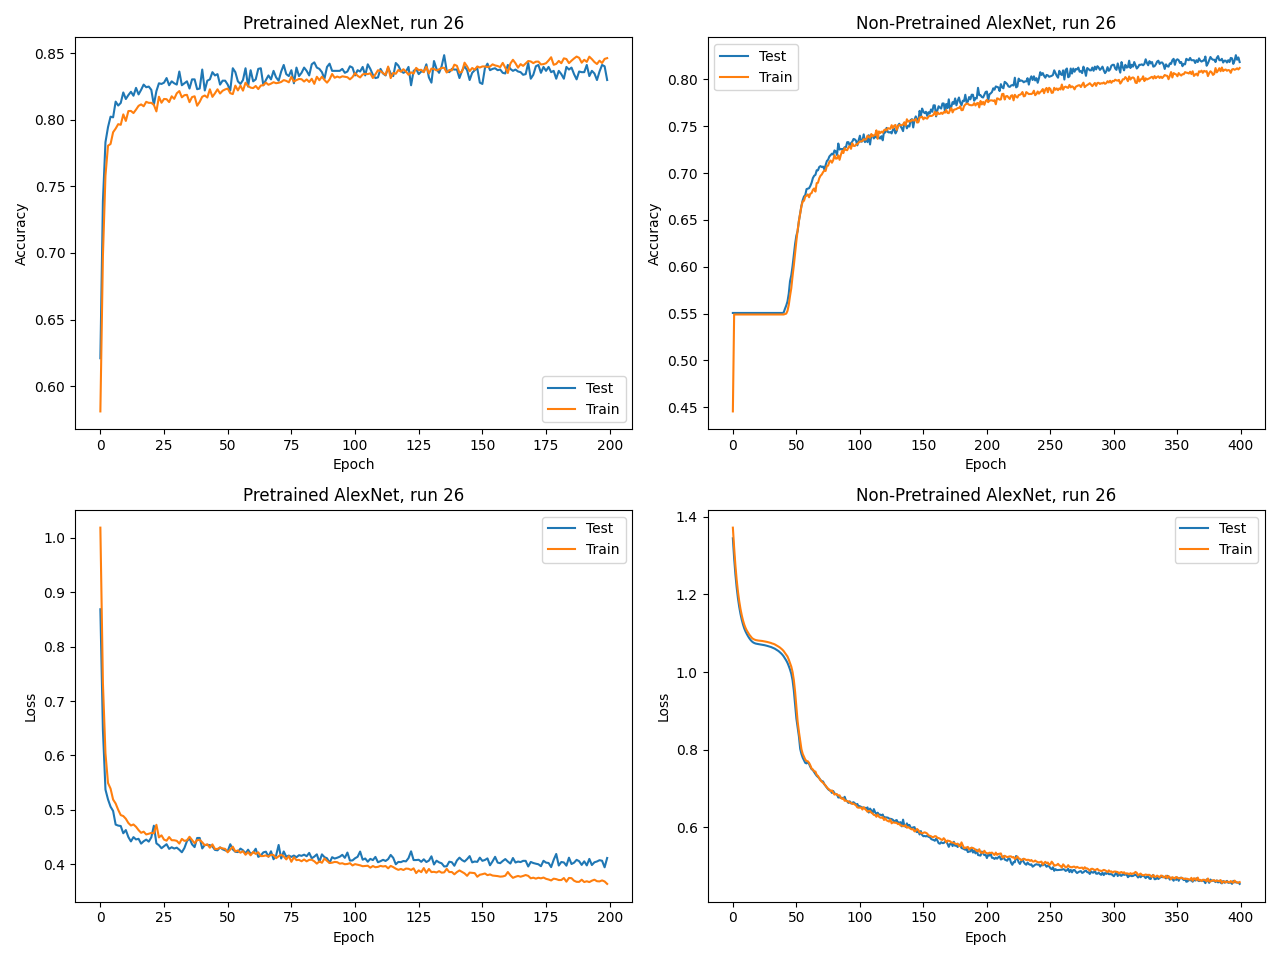 Pretrained AlexNet, run 26
0.85
0.80
0.75
0.70
0.65
0.60
Accuracy
Test
Train
0 25 50 75 100 125 150 175 200
Epoch
Non-Pretrained AlexNet, run 26
Test
Train
0.80
0.75
0.70
0.65
0.60
0.55
0.50
0.45
Accuracy
0 50 100 150 200 250 300 350 400
Epoch
Pretrained AlexNet, run 26
Test
Train
1.0
0.9
0.8
0.7
0.6
0.5
0.4
Loss
0 25 50 75 100 125 150 175 200
Epoch
Non-Pretrained AlexNet, run 26
Test
Train
1.4
1.2
1.0
0.8
0.6
Loss
0 50 100 150 200 250 300 350 400
Epoch